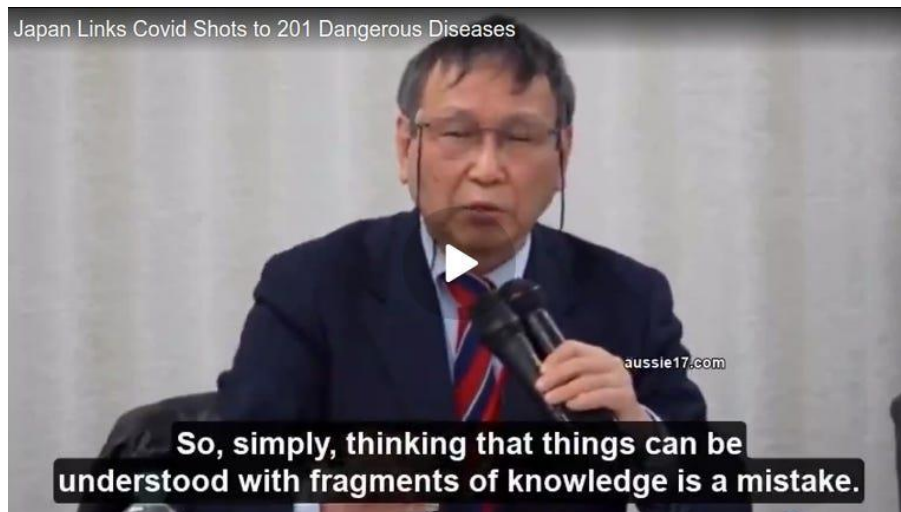 Japan Links Covid Shots to 201 Dangerous Diseases
aussie17.com
So, simply, thinking that things can be
understood with fragments of knowledge is a mistake.